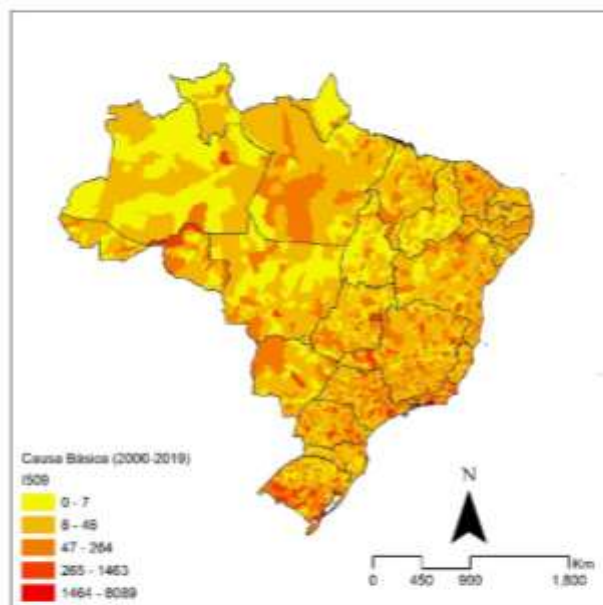 Causa Básica (2000-2019)
I509
0 - 7
8 - 46
47 - 264
265 - 1463
1464 - 8089
N
Km
0 450 900 1.800